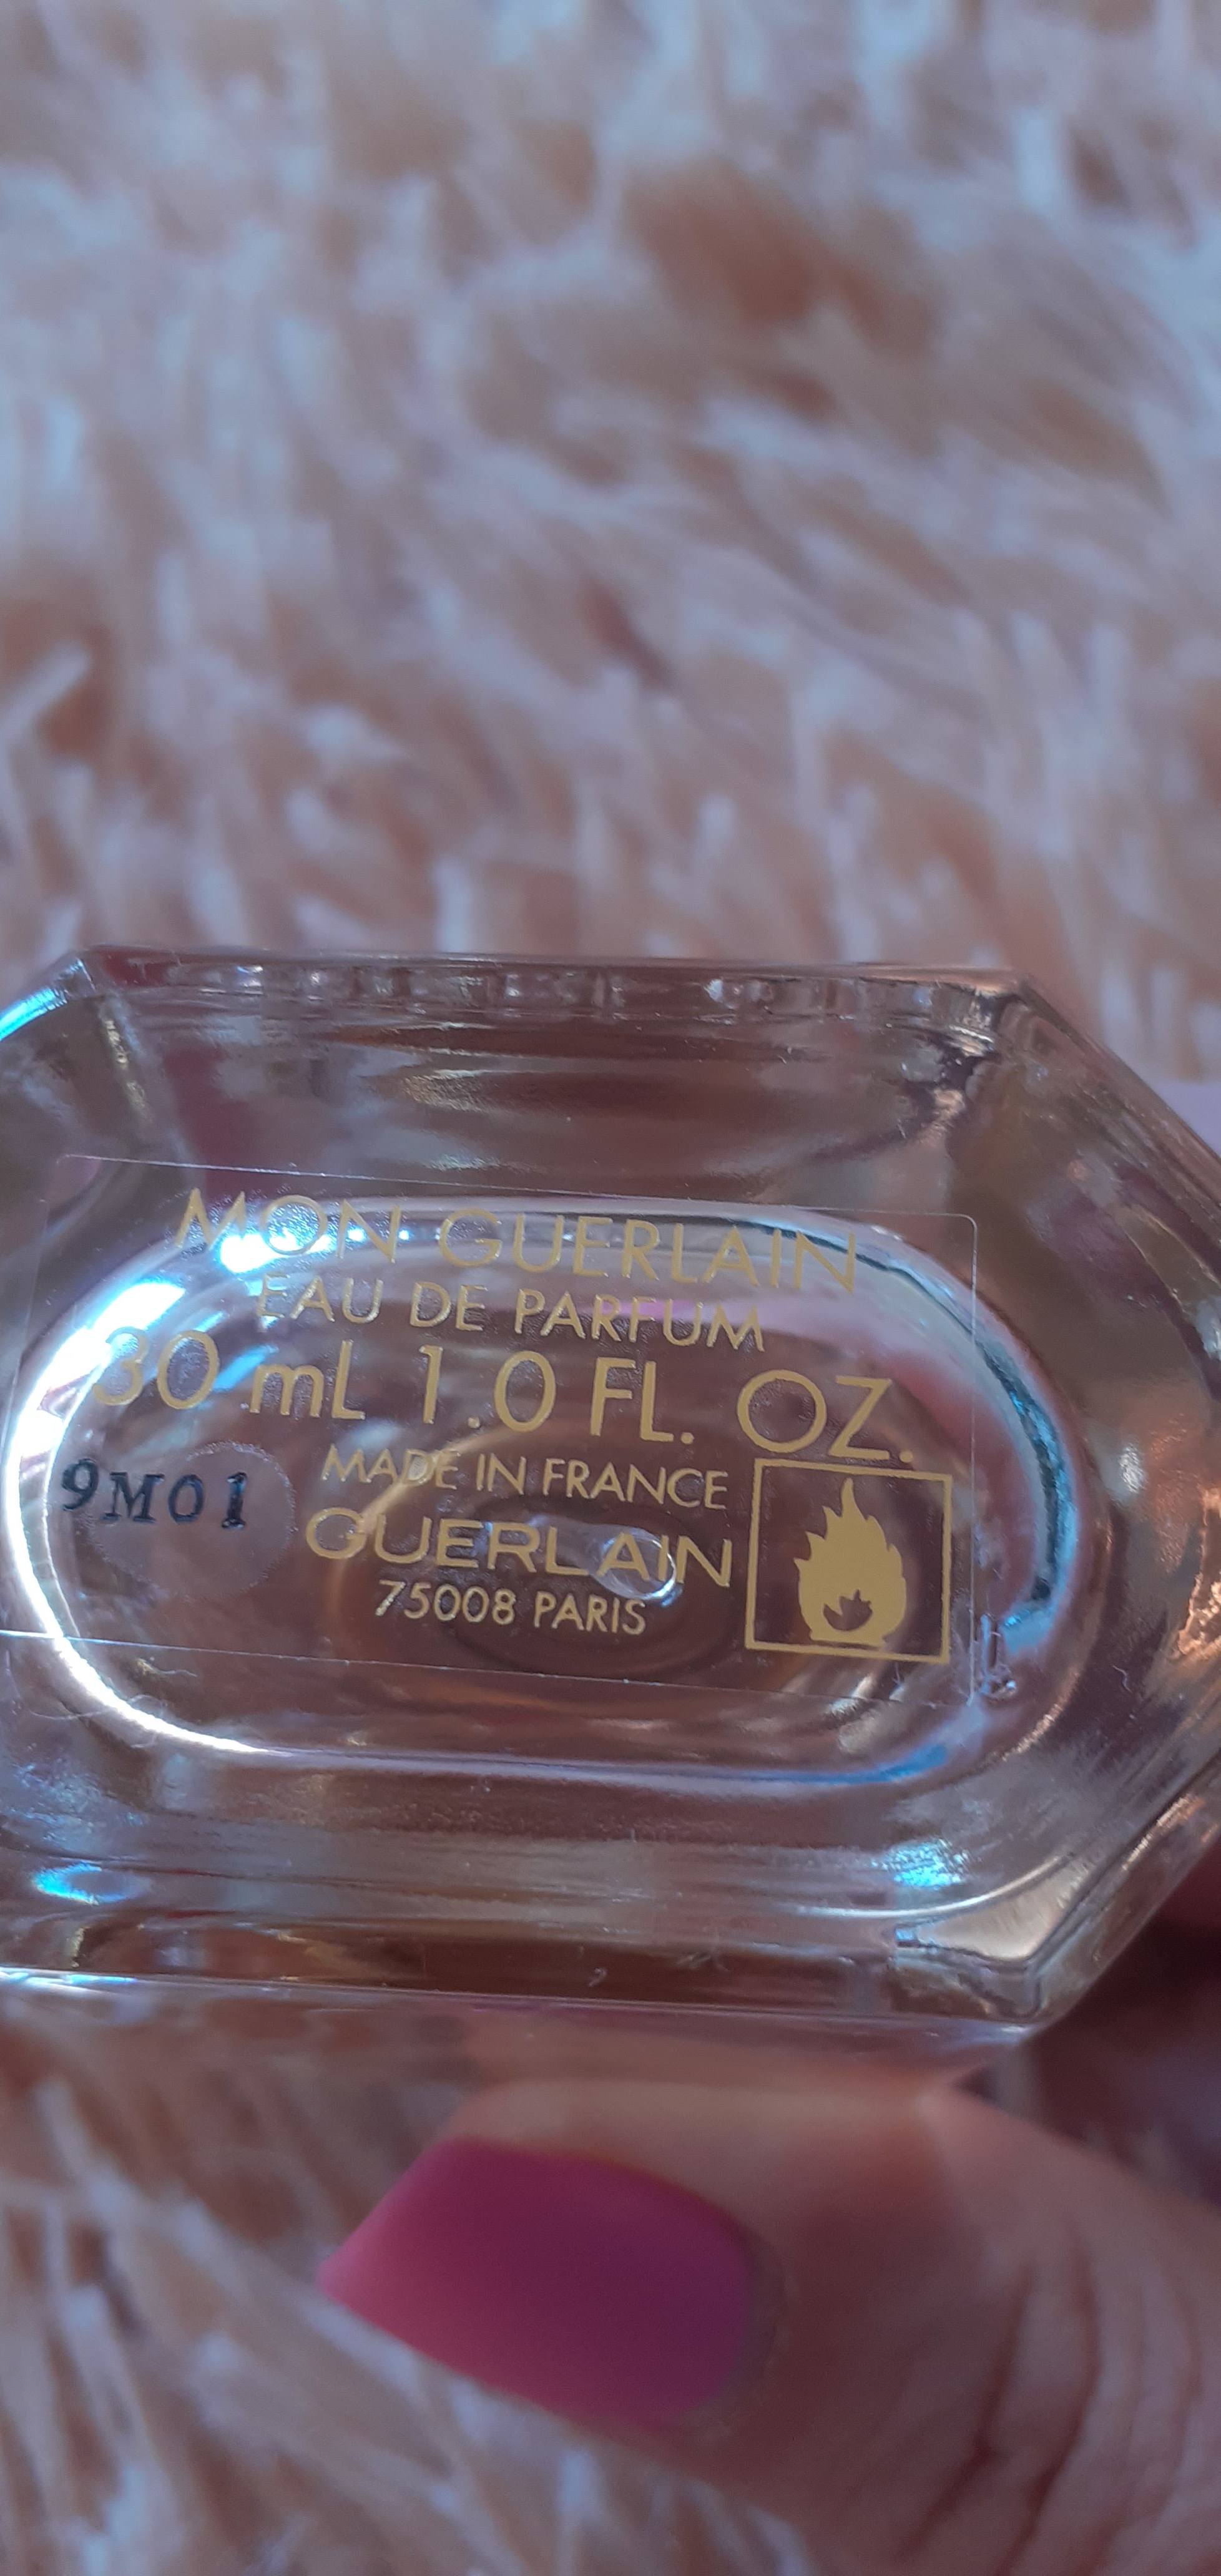 MON GUERLAIN
EAU DE PARFUM
30 mL 1.0 FL. OZ.
MADE IN FRANCE
9M01
GUERLAIN
75008 PARIS